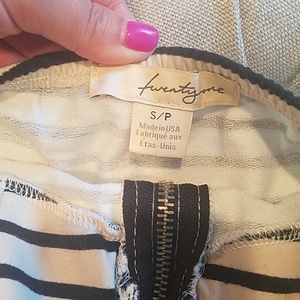 twentyone
S/P
Made in USA
Fabriqué aux
États-Unis